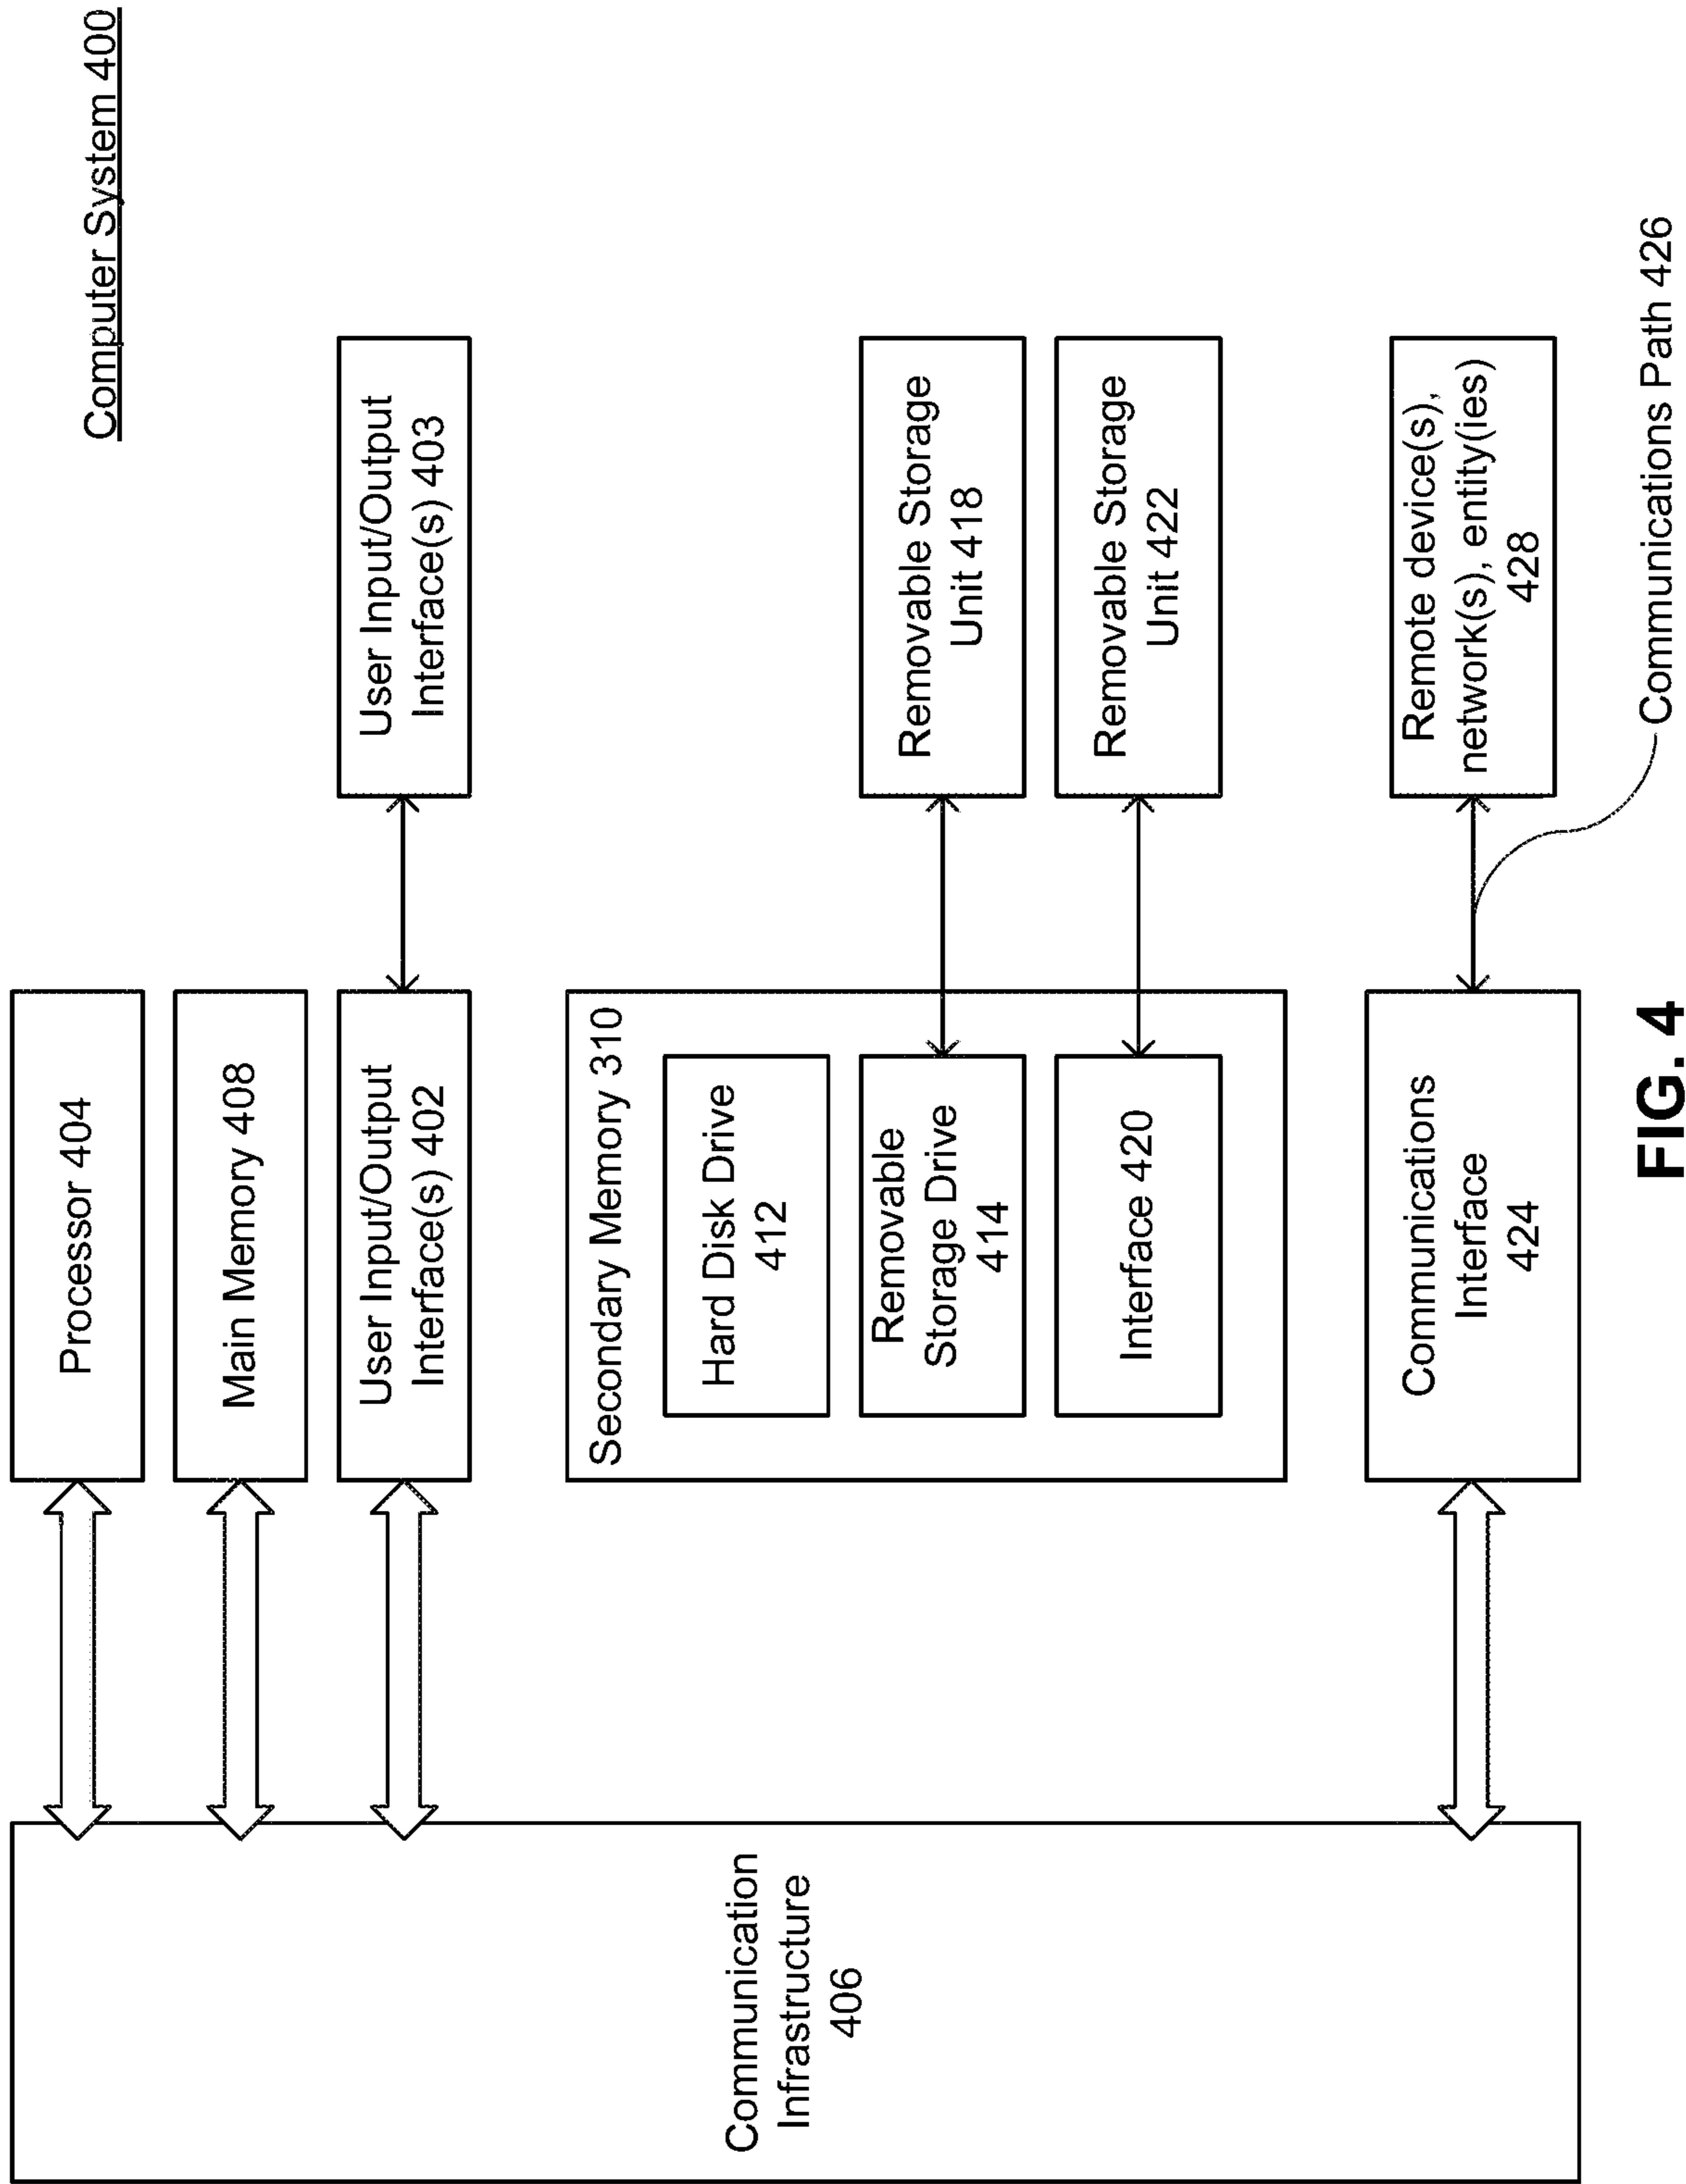 Computer System 400
Processor 404
Main Memory 408
User Input/Output
Interface(s) 402
User Input/Output
Interface(s) 403
Communication
Infrastructure
406
Secondary Memory 310
Hard Disk Drive
412
Removable
Storage Drive
414
Removable Storage
Unit 418
Interface 420
Removable Storage
Unit 422
Communications
Interface
424
Remote device(s),
network(s), entity(ies)
428
Communications Path 426
FIG. 4